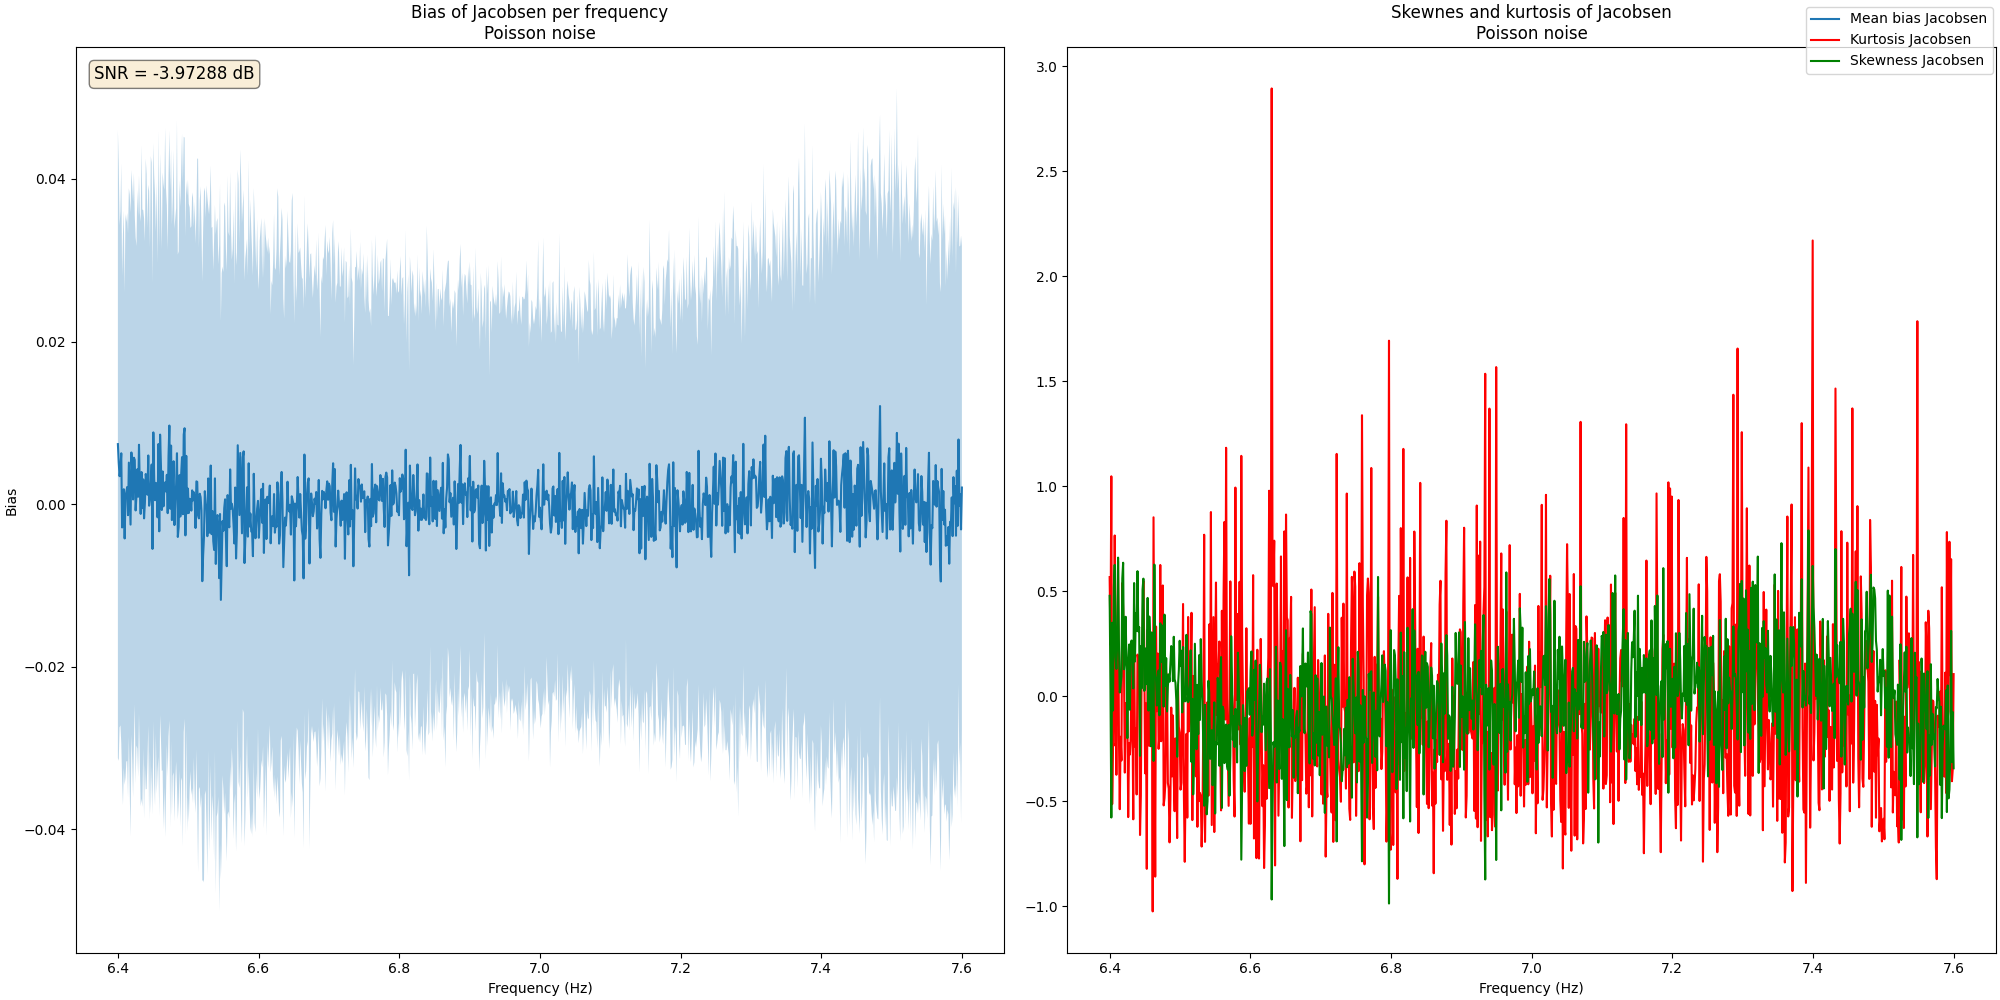 Bias of Jacobsen per frequency
Poisson noise
SNR = -3.97288 dB
0.04
0.02
0.00
−0.02
−0.04
Bias
6.4 6.6 6.8 7.0 7.2 7.4 7.6
Frequency (Hz)
Skewnes and kurtosis of Jacobsen
Poisson noise
Mean bias Jacobsen
Kurtosis Jacobsen
Skewness Jacobsen
3.0
2.5
2.0
1.5
1.0
0.5
0.0
−0.5
−1.0
6.4 6.6 6.8 7.0 7.2 7.4 7.6
Frequency (Hz)